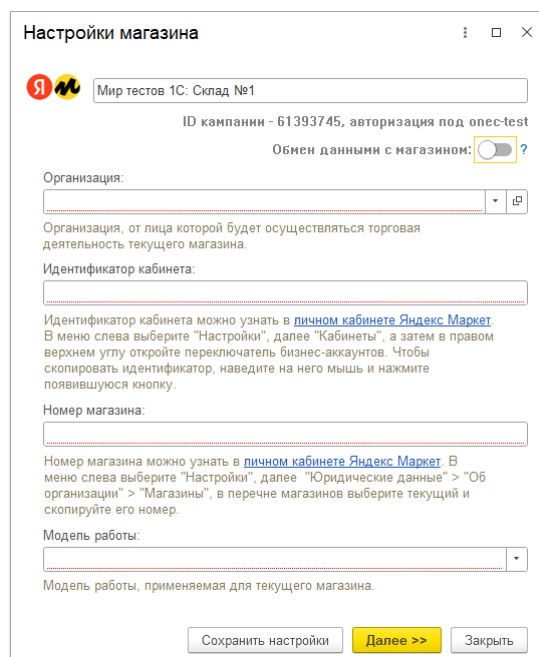 Настройки магазина
Я М
Мир тестов 1С: Склад №1
ID кампании - 61393745, авторизация под onec-test
Обмен данными с магазином: ?
Организация:
Организация, от лица которой будет осуществляться торговая
деятельность текущего магазина.
Идентификатор кабинета:
Идентификатор кабинета можно узнать в личном кабинете Яндекс Маркет.
В меню слева выберите "Настройки", далее "Кабинеты", а затем в правом
верхнем углу откройте переключатель бизнес-аккаунтов. Чтобы
скопировать идентификатор, наведите на него мышь и нажмите
появившуюся кнопку.
Номер магазина:
Номер магазина можно узнать в личном кабинете Яндекс Маркет. В
меню слева выберите "Настройки", далее "Юридические данные" > "Об
организации" > "Магазины", в перечне магазинов выберите текущий и
скопируйте его номер.
Модель работы:
Модель работы, применяемая для текущего магазина.
Сохранить настройки Далее >> Закрыть